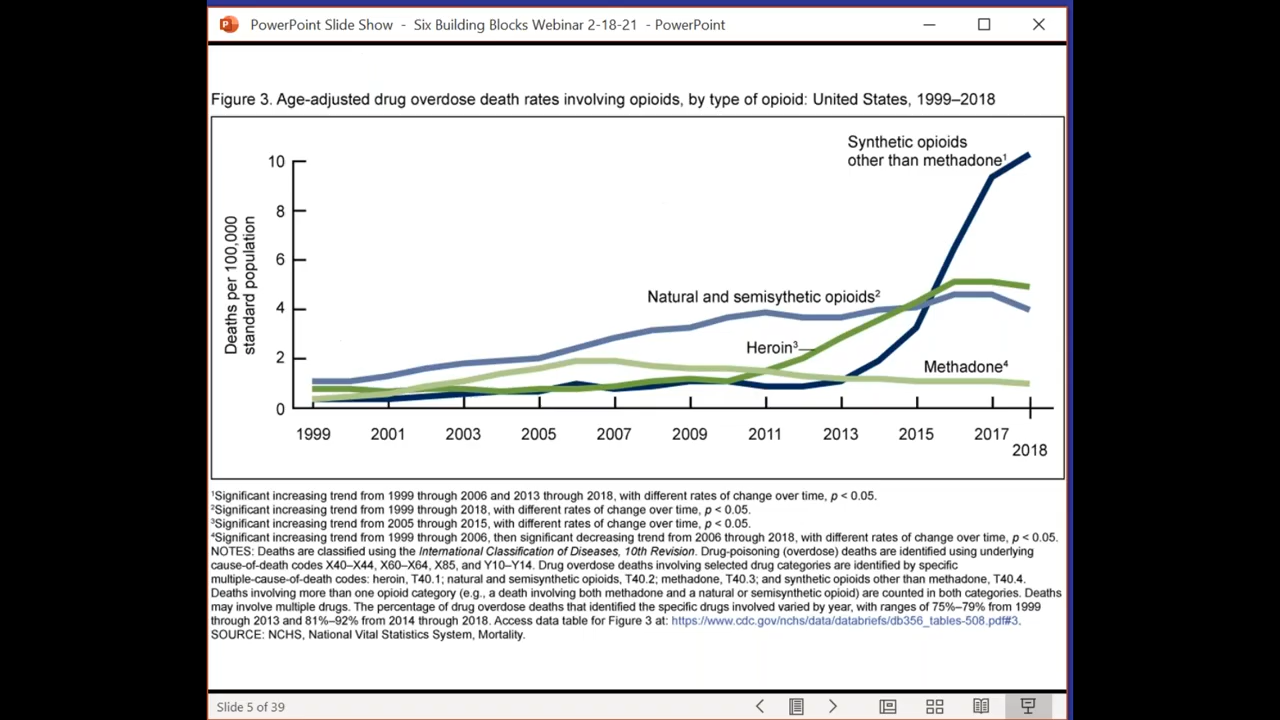 PowerPoint Slide Show - Six Building Blocks Webinar 2-18-21 - PowerPoint
Figure 3. Age-adjusted drug overdose death rates involving opioids, by type of opioid: United States, 1999–2018
Synthetic opioids
other than methadone¹
10
8
6
4
2
0
Deaths per 100,000
standard population
Natural and semisythetic opioids²
Heroin³
Methadone⁴
1999 2001 2003 2005 2007 2009 2011 2013 2015 2017
2018
¹Significant increasing trend from 1999 through 2006 and 2013 through 2018, with different rates of change over time, p < 0.05.
²Significant increasing trend from 1999 through 2018, with different rates of change over time, p < 0.05.
³Significant increasing trend from 2005 through 2015, with different rates of change over time, p < 0.05.
⁴Significant increasing trend from 1999 through 2006, then significant decreasing trend from 2006 through 2018, with different rates of change over time, p < 0.05.
NOTES: Deaths are classified using the International Classification of Diseases, 10th Revision. Drug-poisoning (overdose) deaths are identified using underlying
cause-of-death codes X40–X44, X60–X64, X85, and Y10–Y14. Drug overdose deaths involving selected drug categories are identified by specific
multiple-cause-of-death codes: heroin, T40.1; natural and semisynthetic opioids, T40.2; methadone, T40.3; and synthetic opioids other than methadone, T40.4.
Deaths involving more than one opioid category (e.g., a death involving both methadone and a natural or semisynthetic opioid) are counted in both categories. Deaths
may involve multiple drugs. The percentage of drug overdose deaths that identified the specific drugs involved varied by year, with ranges of 75%–79% from 1999
through 2013 and 81%–92% from 2014 through 2018. Access data table for Figure 3 at: https://www.cdc.gov/nchs/data/databriefs/db356_tables-508.pdf#3.
SOURCE: NCHS, National Vital Statistics System, Mortality.
Slide 5 of 39